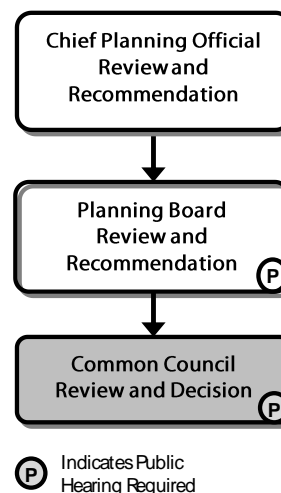 Chief Planning Official
Review and
Recommendation
Planning Board
Review and
Recommendation
P
Common Council
Review and Decision
P
P
Indicates Public
Hearing Required